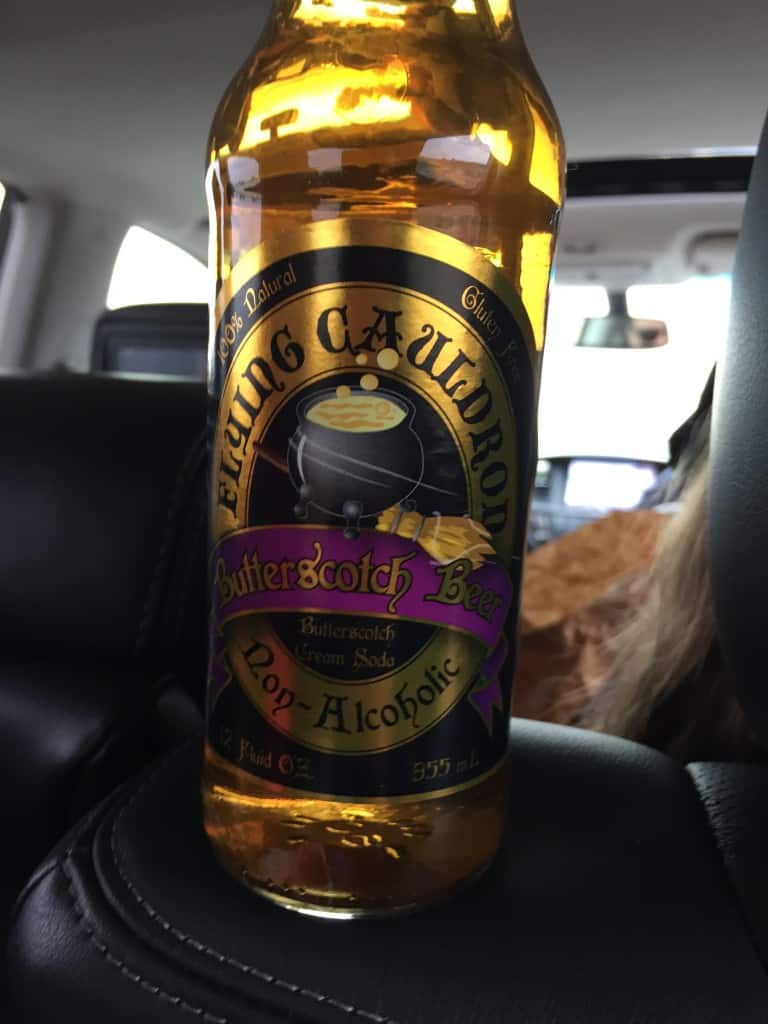 100% Natural
Gluten Free
FLYING CAULDRON
Butterscotch Beer
Butterscotch
Cream Soda
Non-Alcoholic
12 Fluid OZ
355 mL